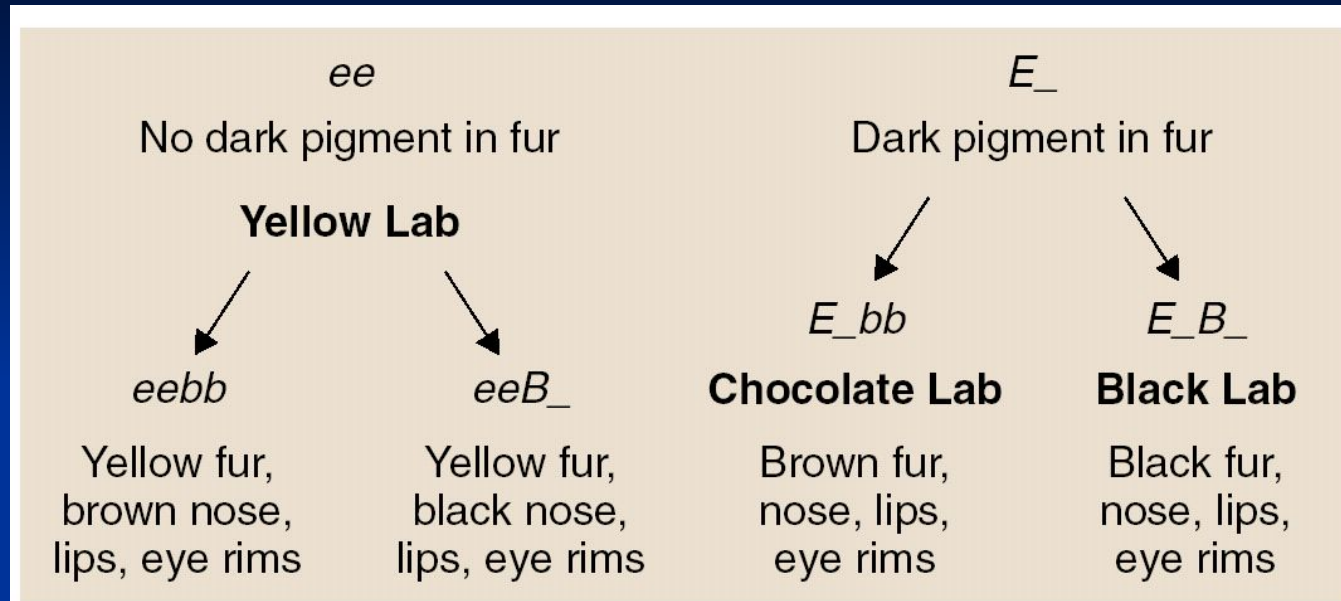 ee
No dark pigment in fur
Yellow Lab
eebb
Yellow fur,
brown nose,
lips, eye rims
eeB_
Yellow fur,
black nose,
lips, eye rims
E_
Dark pigment in fur
E_bb
Chocolate Lab
Brown fur,
nose, lips,
eye rims
E_B_
Black Lab
Black fur,
nose, lips,
eye rims